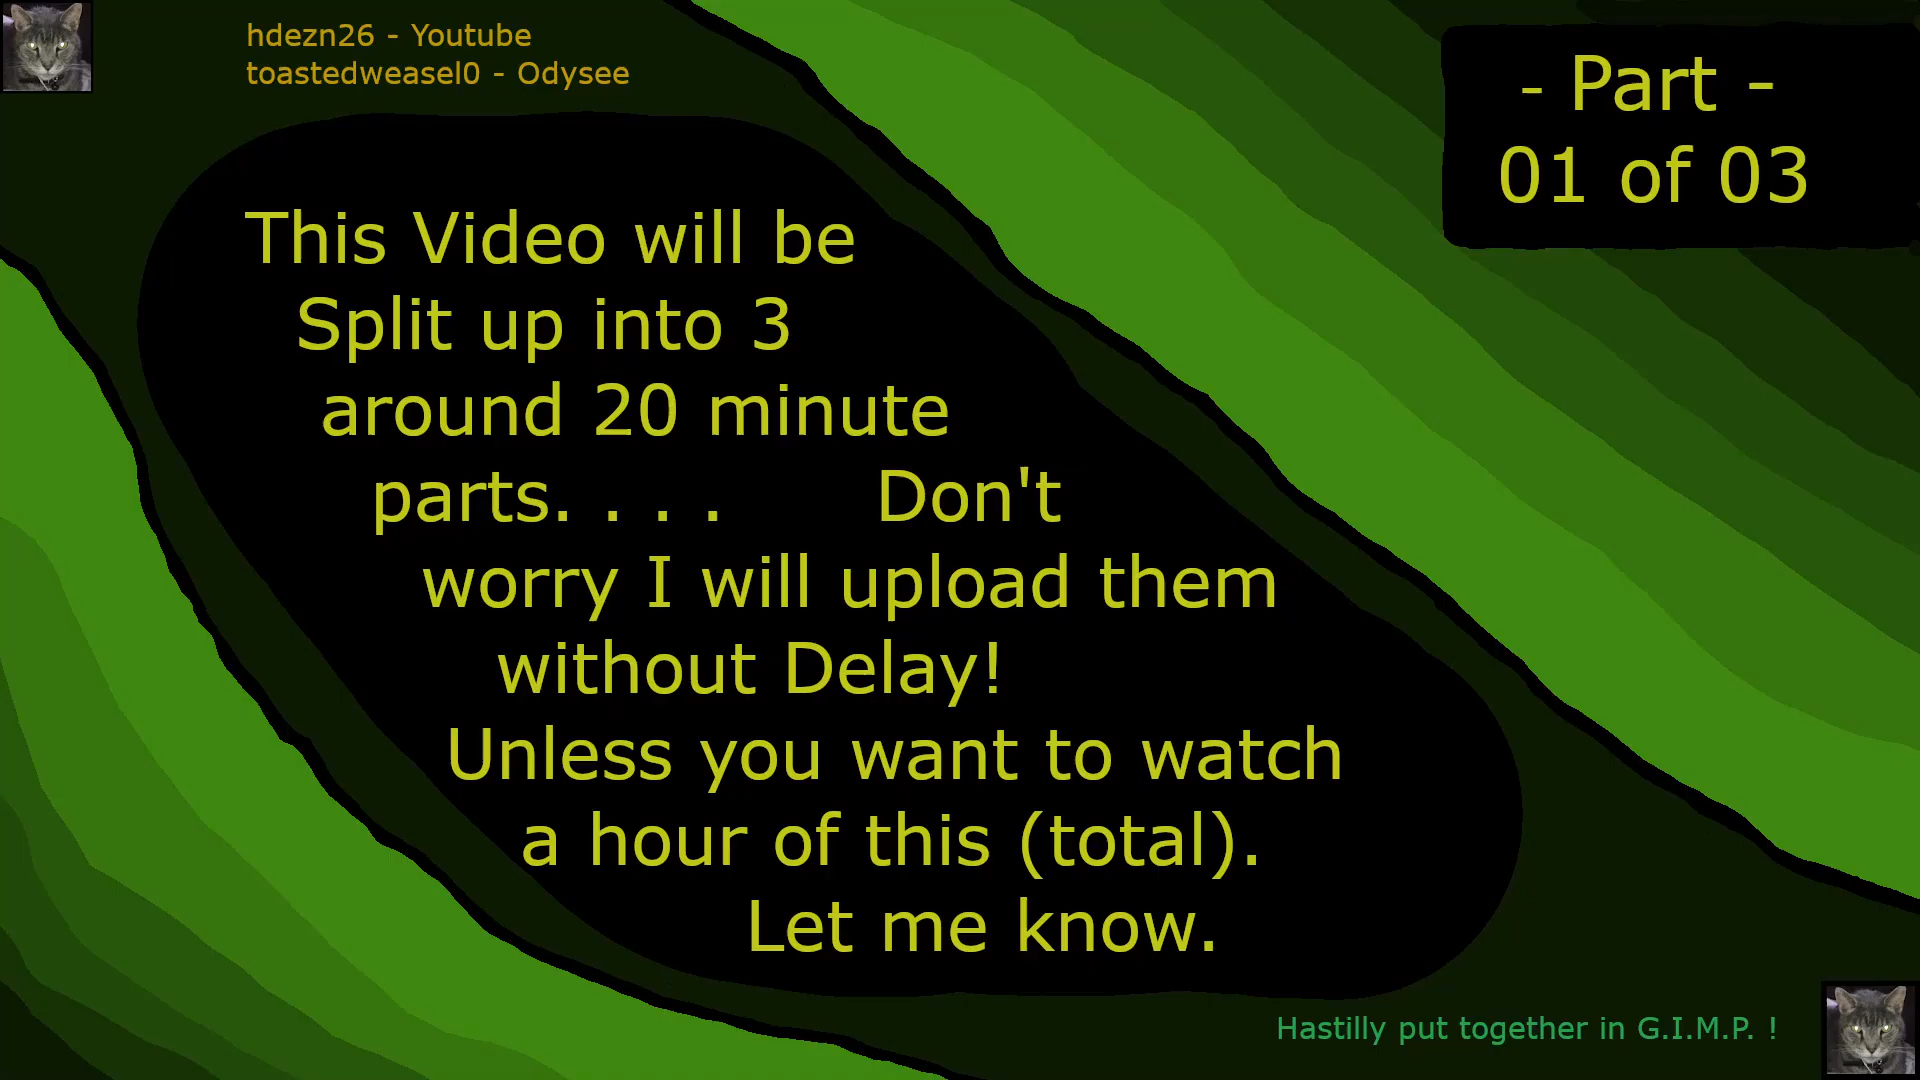 hdezn26 - Youtube
toastedweasel0 - Odysee
- Part -
01 of 03
This Video will be
Split up into 3
around 20 minute
parts. . . . Don't
worry I will upload them
without Delay!
Unless you want to watch
a hour of this (total).
Let me know.
Hastilly put together in G.I.M.P. !